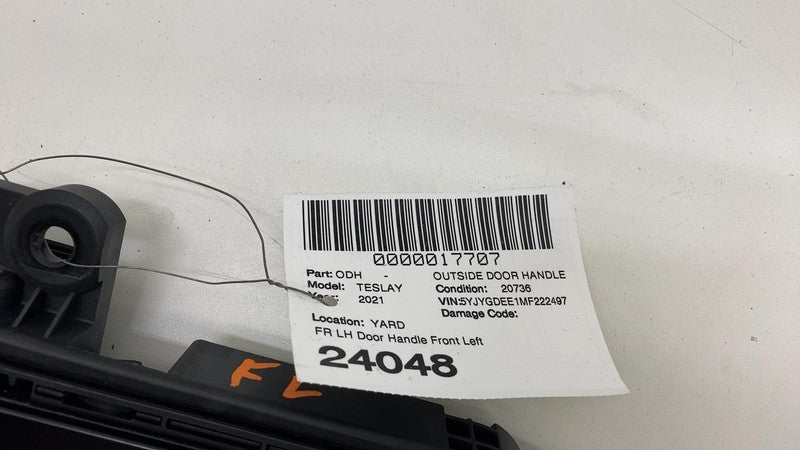 0000017707
Part: ODH - OUTSIDE DOOR HANDLE
Model: TESLAY Condition: 20736
Year: 2021 VIN:5YJYGDEE1MF222497
Damage Code:
Location: YARD
FR LH Door Handle Front Left
24048
FL